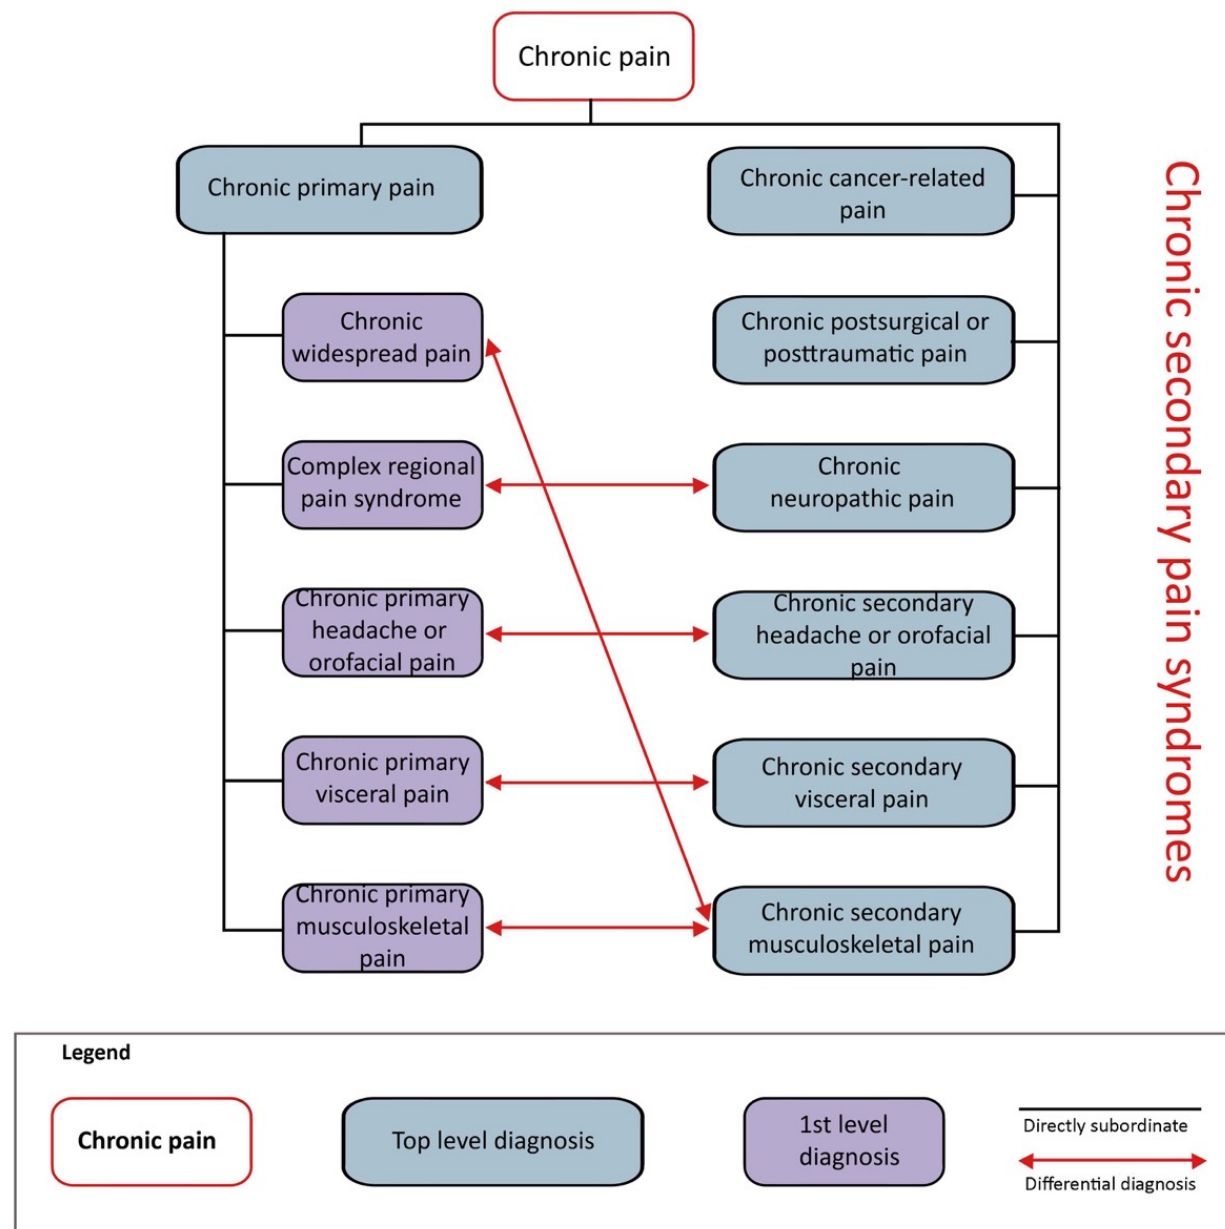 Chronic pain
Chronic primary pain
Chronic widespread pain
Complex regional pain syndrome
Chronic primary headache or orofacial pain
Chronic primary visceral pain
Chronic primary musculoskeletal pain
Chronic cancer-related pain
Chronic postsurgical or posttraumatic pain
Chronic neuropathic pain
Chronic secondary headache or orofacial pain
Chronic secondary visceral pain
Chronic secondary musculoskeletal pain
Chronic secondary pain syndromes
Legend
Chronic pain
Top level diagnosis
1st level diagnosis
Directly subordinate
Differential diagnosis